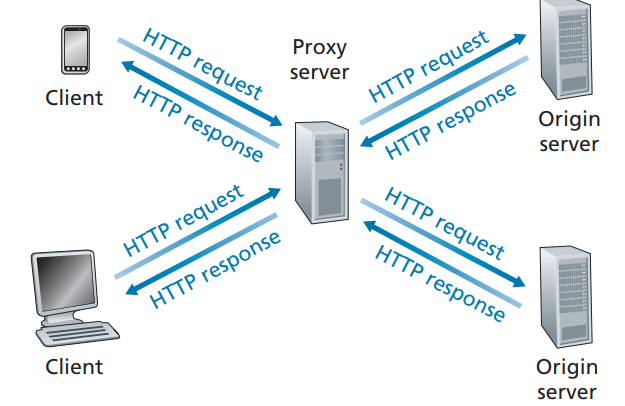 HTTP request
HTTP response
Client
Proxy
server
HTTP request
HTTP response
Origin
server
HTTP request
HTTP response
Client
HTTP request
HTTP response
Origin
server